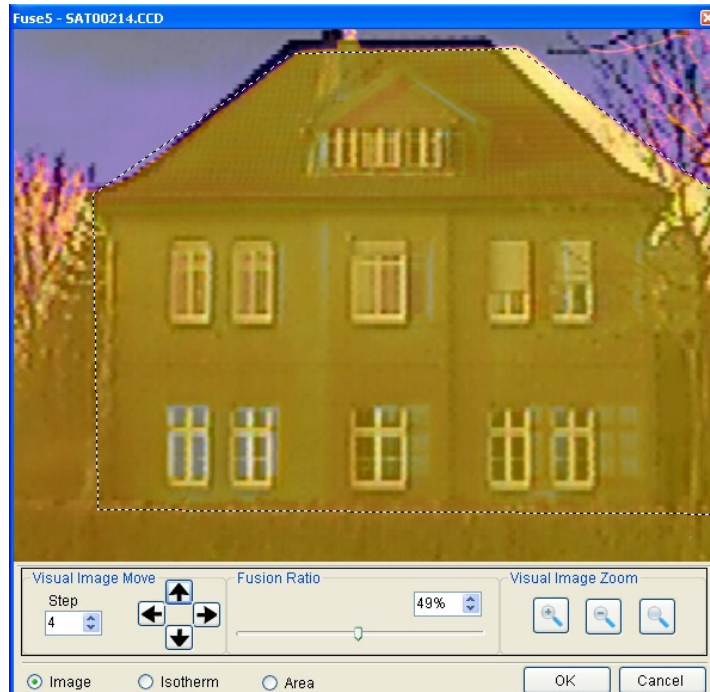 Fuse5 - SAT00214.CCD
Visual Image Move
Fusion Ratio
Visual Image Zoom
Step
4
49%
Image
Isotherm
Area
OK
Cancel